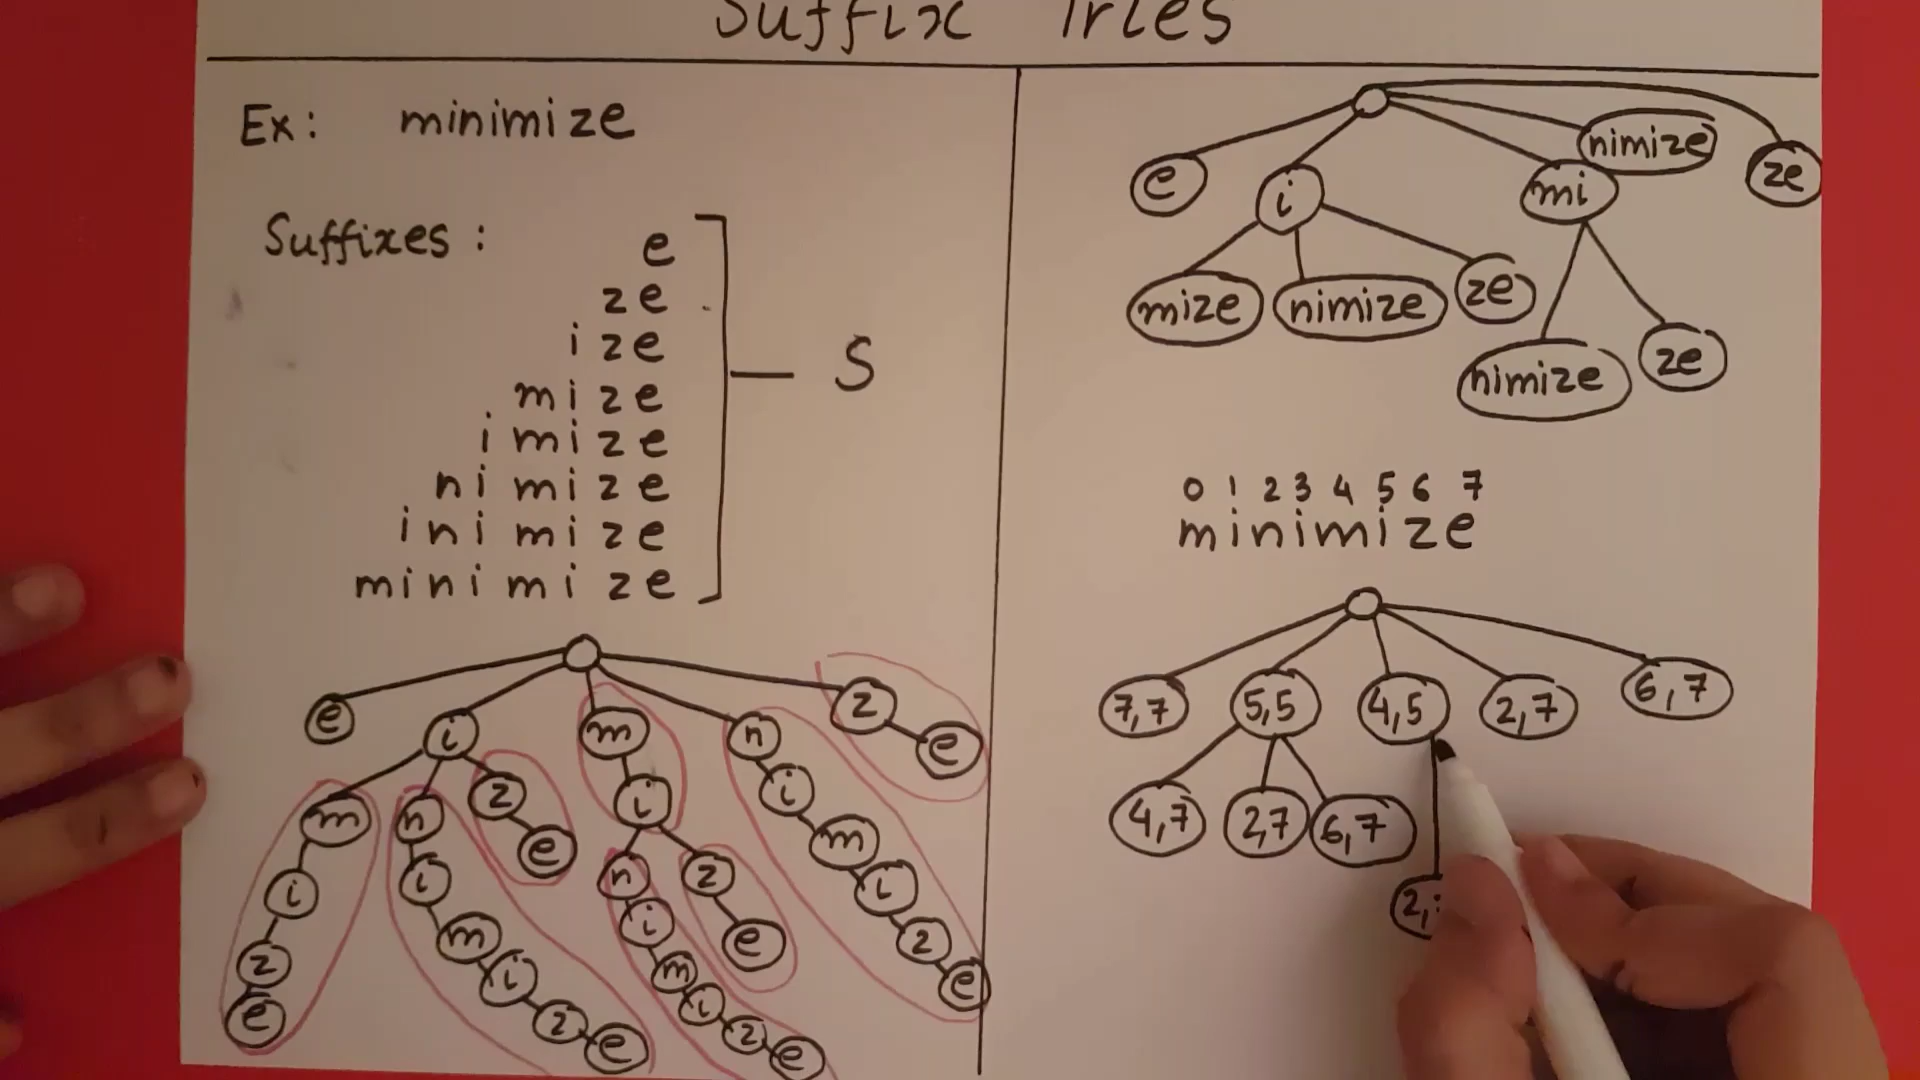 Suffix Tries
Ex: minimize
Suffixes:
e
ze
ize
mize
imize
nimize
inimize
minimize
S
e i m n z
m n z i e
i i e n z
z m i e
e i m
z i
e z
e
i
m
i
z
e
nimize
e i mi ze
mize nimize ze
nimize ze
0 1 2 3 4 5 6 7
minimize
7,7 5,5 4,5 2,7 6,7
4,7 2,7 6,7
2,